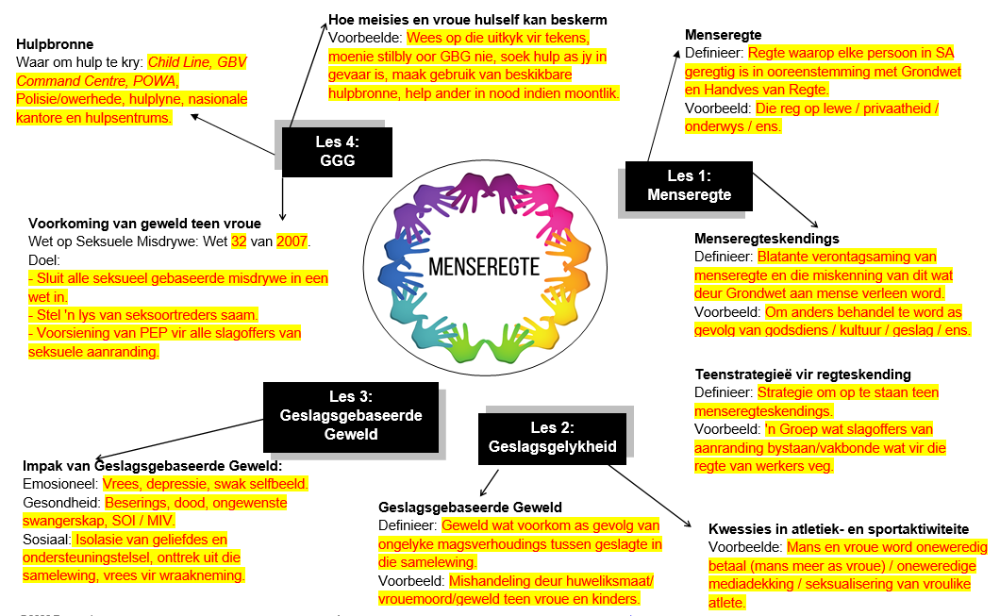 Hulpbronne
Waar om hulp te kry: Child Line, GBV
Command Centre, POWA,
Polisie/owerhede, hulplyne, nasionale
kantore en hulpsentrums.
Hoe meisies en vroue hulself kan beskerm
Voorbeelde: Wees op die uitkyk vir tekens,
moenie stilbly oor GBG nie, soek hulp as jy in
gevaar is, maak gebruik van beskikbare
hulpbronne, help ander in nood indien moontlik.
Menseregte
Definieer: Regte waarop elke persoon in SA
geregtig is in ooreenstemming met Grondwet
en Handves van Regte.
Voorbeeld: Die reg op lewe / privaatheid /
onderwys / ens.
Les 4:
GGG
Les 1:
Menseregte
Voorkoming van geweld teen vroue
Wet op Seksuele Misdrywe: Wet 32 van 2007.
Doel:
- Sluit alle seksueel gebaseerde misdrywe in een
wet in.
- Stel 'n lys van seksoortreders saam.
- Voorsiening van PEP vir alle slagoffers van
seksuele aanranding.
MENSEREGTE
Menseregteskendings
Definieer: Blatante verontagsaming van
menseregte en die miskenning van dit wat
deur Grondwet aan mense verleen word.
Voorbeeld: Om anders behandel te word as
gevolg van godsdiens / kultuur / geslag / ens.
Teenstrategieë vir regteskending
Definieer: Strategie om op te staan teen
menseregteskendings.
Voorbeeld: 'n Groep wat slagoffers van
aanranding bystaan/vakbonde wat vir die
regte van werkers veg.
Les 3:
Geslagsgebaseerde
Geweld
Les 2:
Geslagsgelykheid
Impak van Geslagsgebaseerde Geweld:
Emosioneel: Vrees, depressie, swak selfbeeld.
Gesondheid: Beserings, dood, ongewenste
swangerskap, SOI / MIV.
Sosiaal: Isolasie van geliefdes en
ondersteuningstelsel, onttrek uit die
samelewing, vrees vir wraakneming.
Geslagsgebaseerde Geweld
Definieer: Geweld wat voorkom as gevolg van
ongelyke magsverhoudings tussen geslagte in
die samelewing.
Voorbeeld: Mishandeling deur huweliksmaat/
vrouemoord/geweld teen vroue en kinders.
Kwessies in atletiek- en sportaktiwiteite
Voorbeelde: Mans en vroue word oneweredig
betaal (mans meer as vroue) / oneweredige
mediadekking / seksualisering van vroulike
atlete.